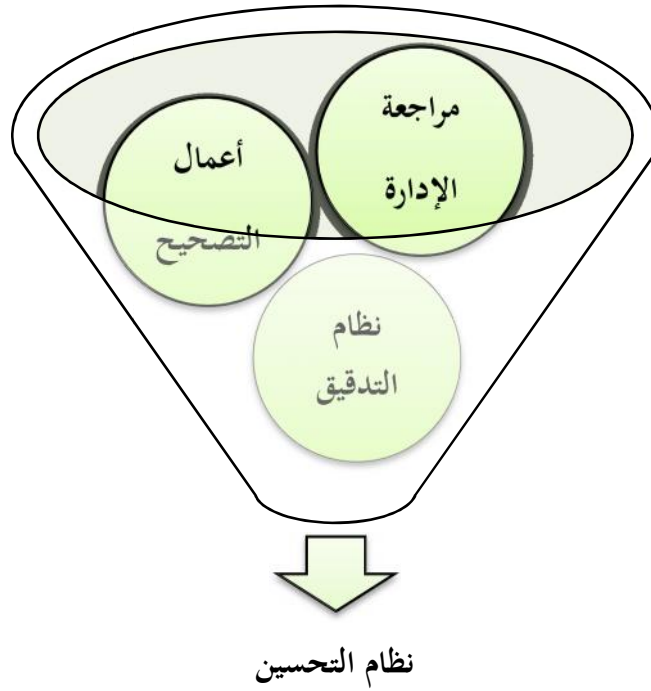 مراجعة
الإدارة
أعمال
التصحيح
نظام
التدقيق
نظام التحسين